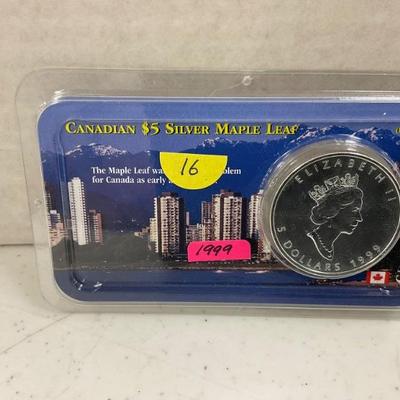 CANADIAN $5 SILVER MAPLE LEAF
The Maple Leaf wa
for Canada as early a
16
1999
ELIZABETH II
5 DOLLARS 1999